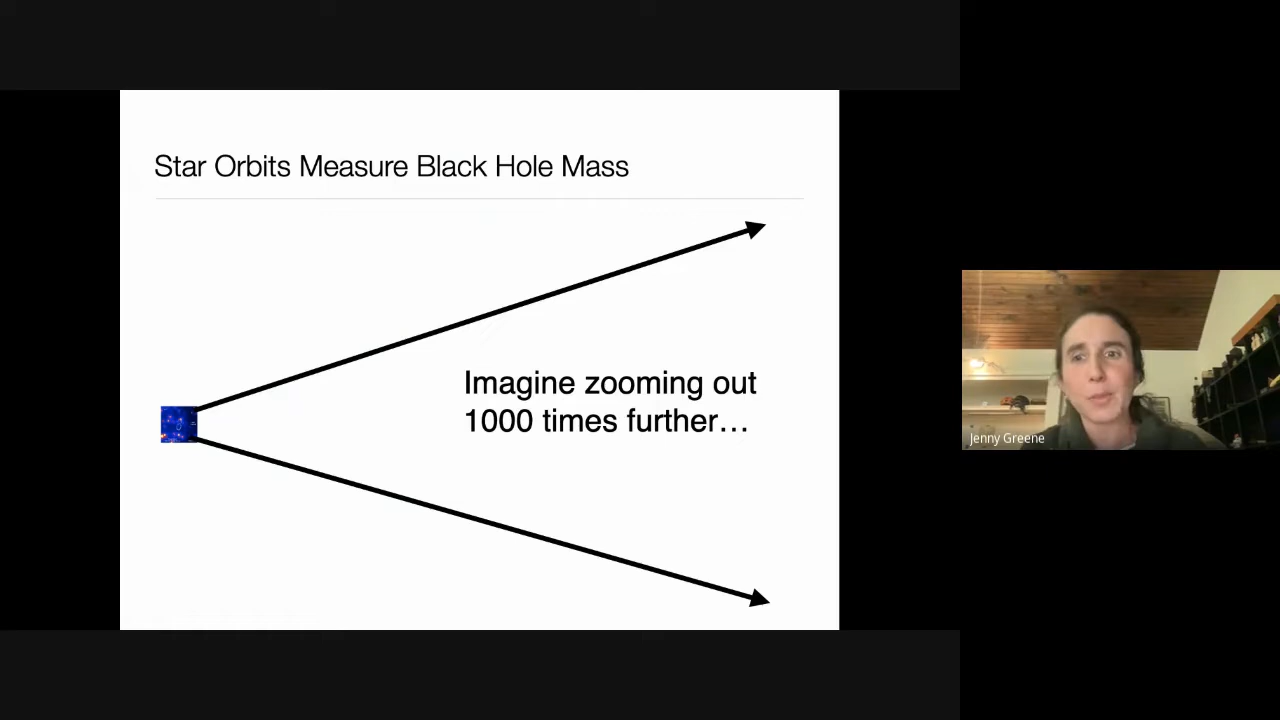 Star Orbits Measure Black Hole Mass
Imagine zooming out
1000 times further…
Jenny Greene